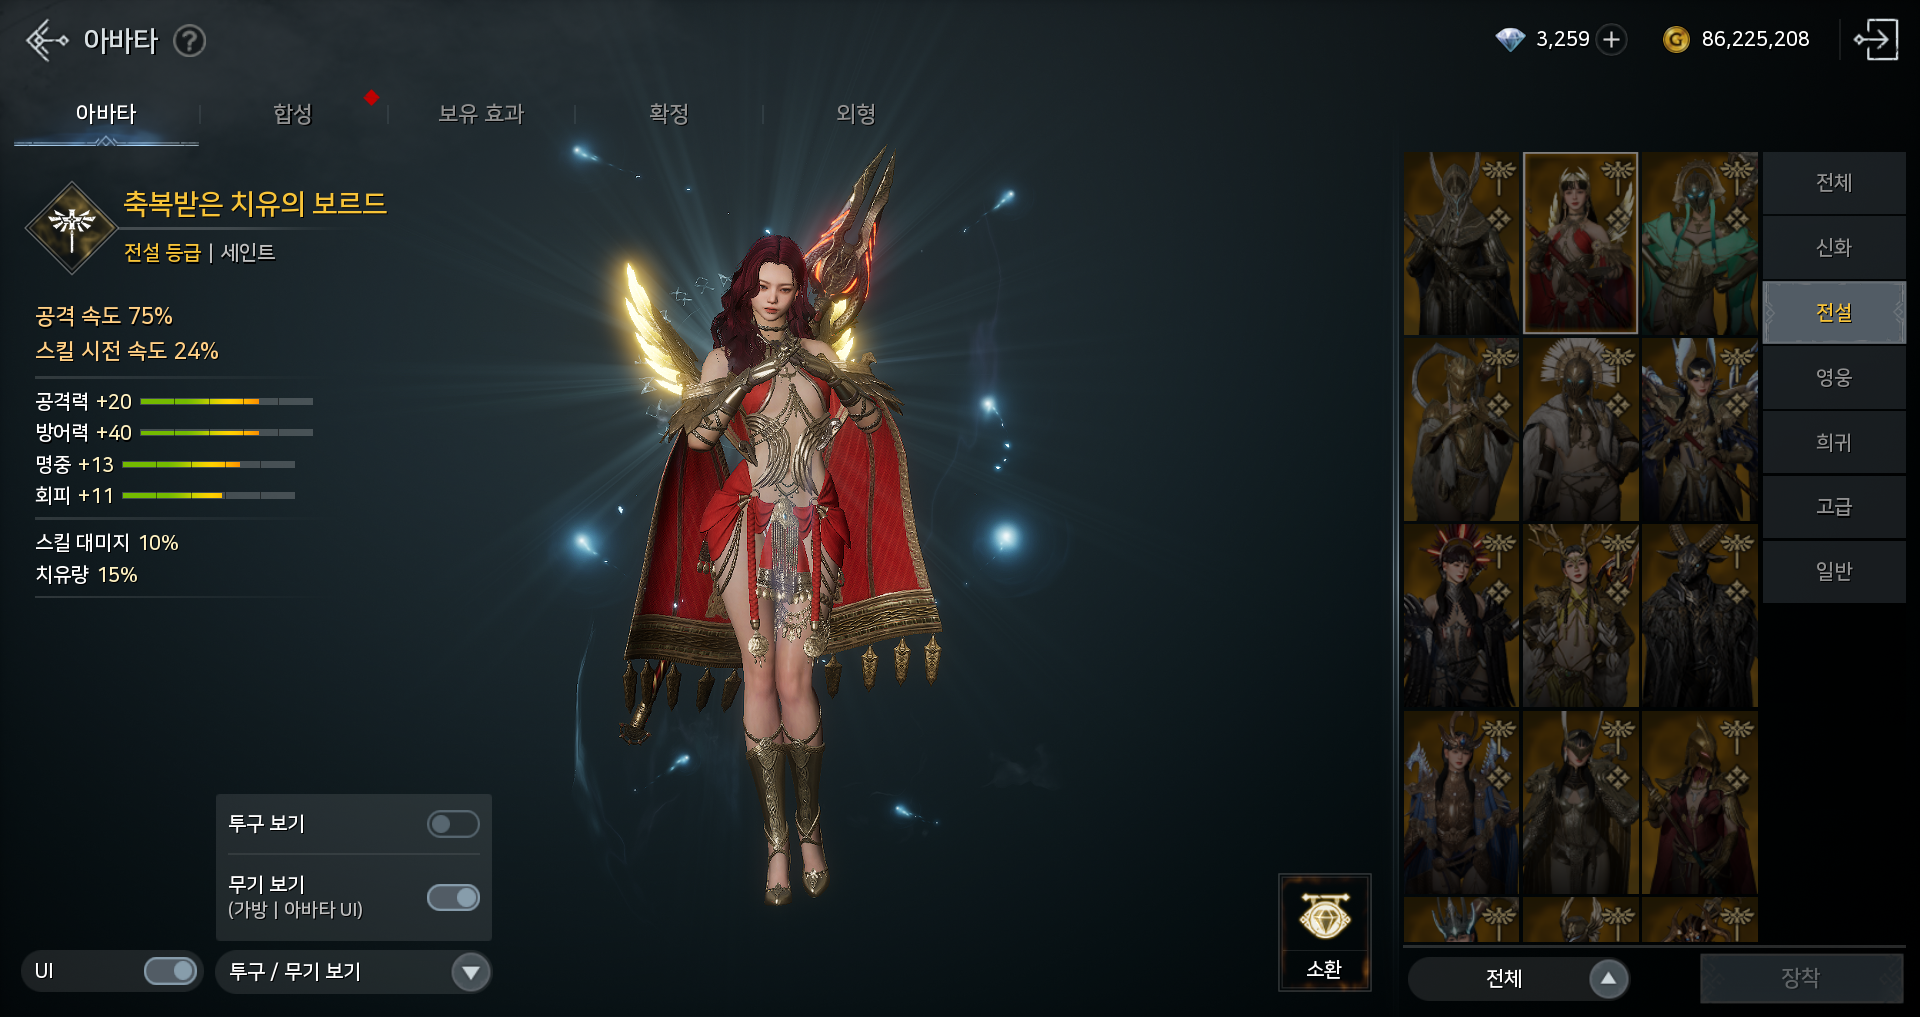 아바타 ?
3,259
86,225,208
아바타 합성 보유 효과 확정 외형
축복받은 치유의 보르드
전설 등급 | 세인트
공격 속도 75%
스킬 시전 속도 24%
공격력 +20
방어력 +40
명중 +13
회피 +11
스킬 대미지 10%
치유량 15%
투구 보기
무기 보기
(가방 | 아바타 UI)
UI
투구 / 무기 보기
소환
전체
신화
전설
영웅
희귀
고급
일반
전체
장착